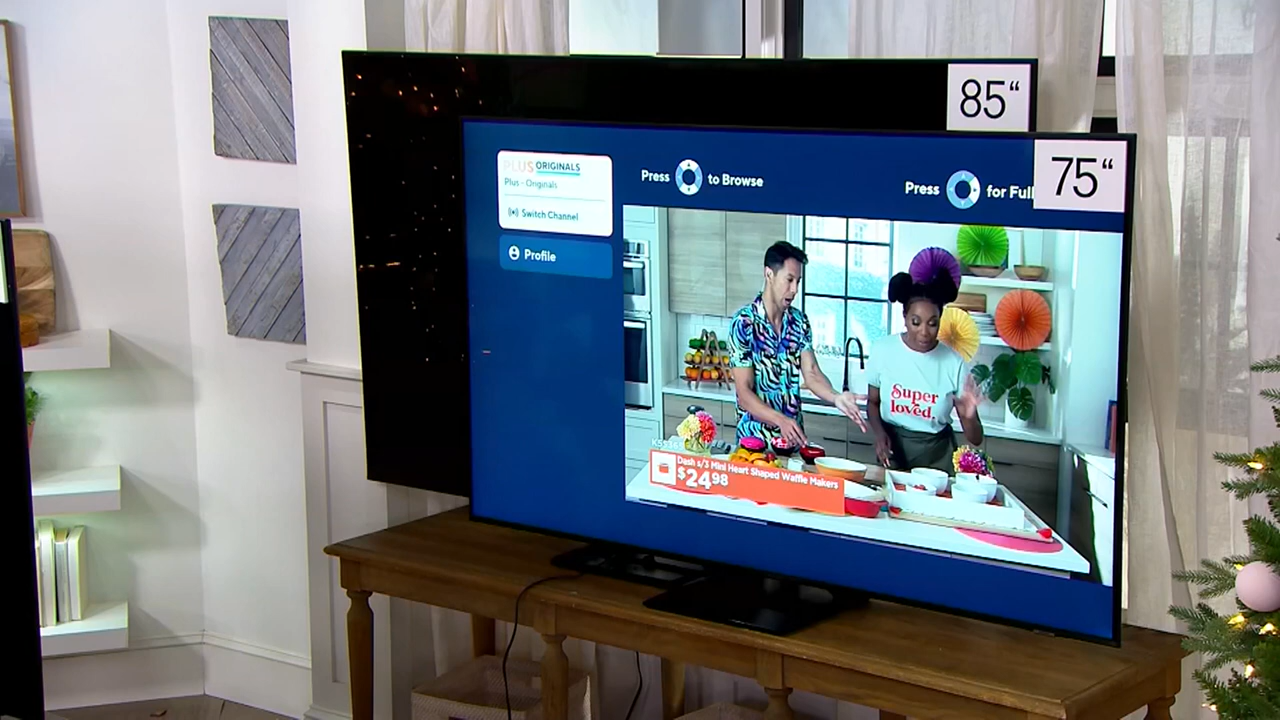 85“
75“
PLUS ORIGINALS
Plus - Originals
Switch Channel
Profile
Press to Browse
Press for Full
Super
loved.
Dash s/3 Mini Heart Shaped Waffle Makers
$24.98